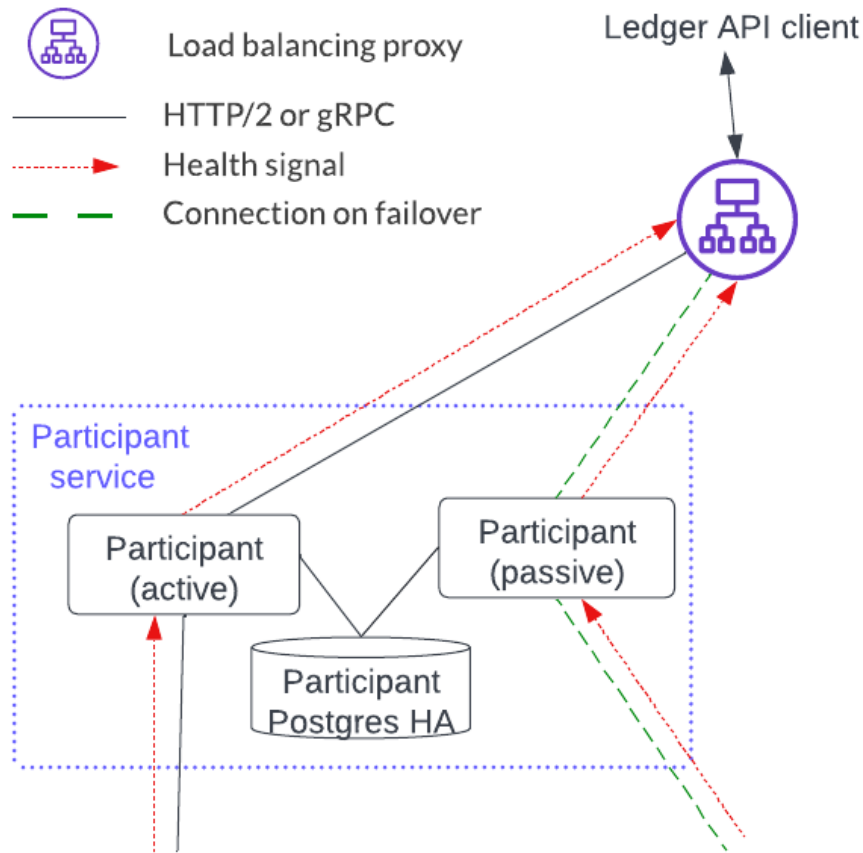 Load balancing proxy
Ledger API client
HTTP/2 or gRPC
Health signal
Connection on failover
Participant
service
Participant
(active)
Participant
(passive)
Participant
Postgres HA